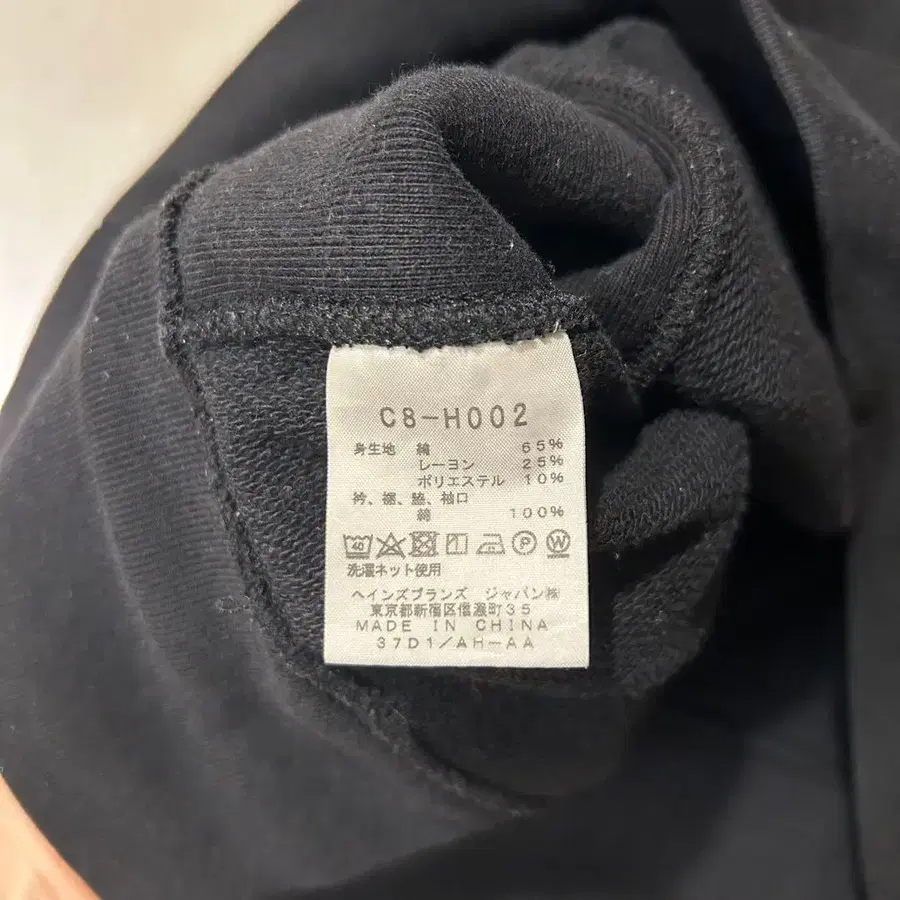 C8-H002
身生地 綿 65%
レーヨン 25%
ポリエステル 10%
衿、裾、脇、袖口
綿 100%
40 P W
洗濯ネット使用
ヘインズブランズ ジャパン㈱
東京都新宿区信濃町35
MADE IN CHINA
37D1/AH-AA